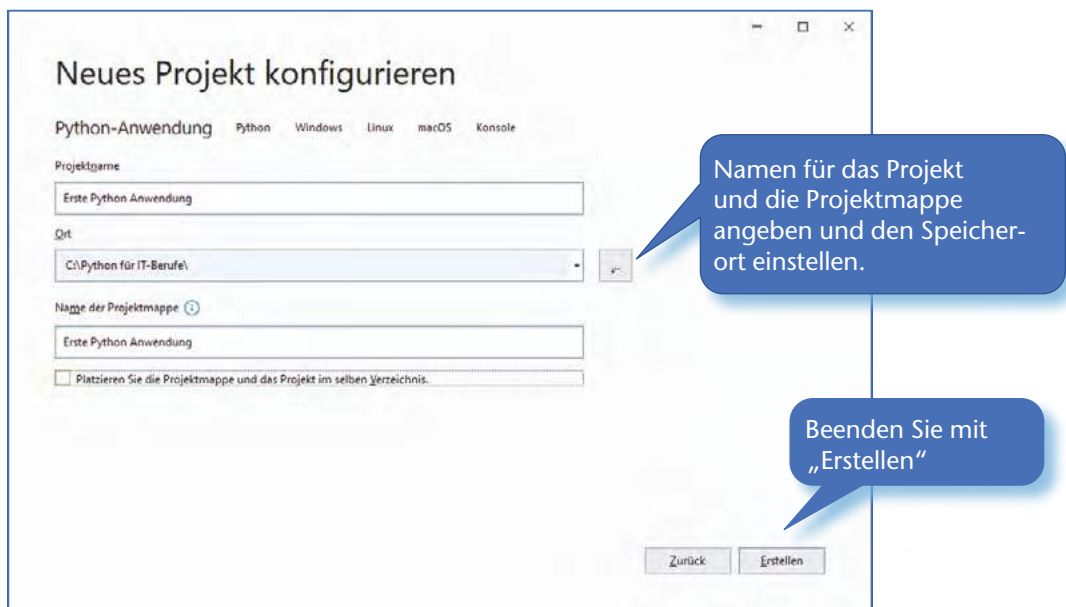 Neues Projekt konfigurieren
Python-Anwendung Python Windows Linux macOS Konsole
Projektname
Erste Python Anwendung
Ort
C:\Python für IT-Berufe\
Name der Projektmappe
Erste Python Anwendung
Platzieren Sie die Projektmappe und das Projekt im selben Verzeichnis.
Namen für das Projekt
und die Projektmappe
angeben und den Speicher-
ort einstellen.
Beenden Sie mit
„Erstellen“
Zurück Erstellen